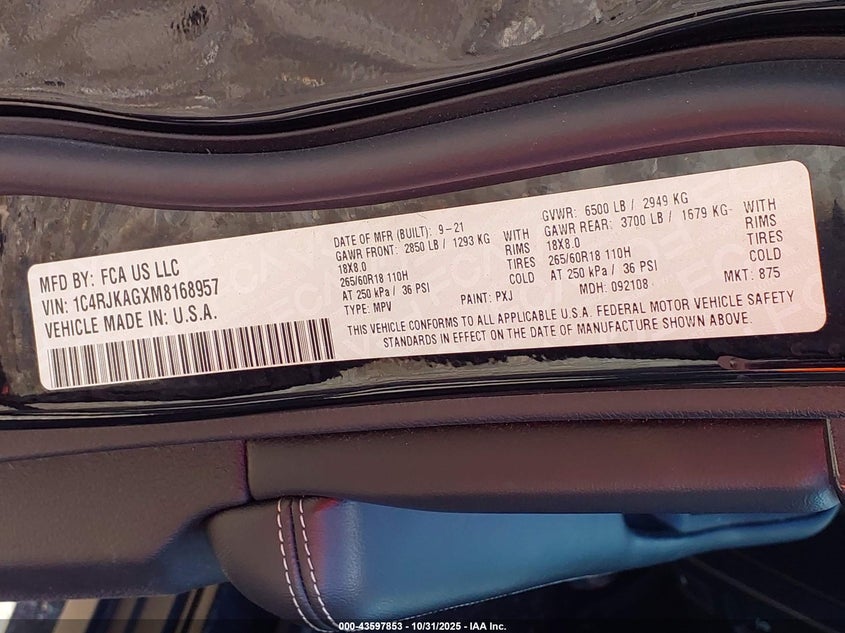 MFD BY: FCA US LLC
VIN: 1C4RJKAGXM8168957
VEHICLE MADE IN: U.S.A.
DATE OF MFR (BUILT): 9-21
GAWR FRONT: 2850 LB / 1293 KG WITH
18X8.0 RIMS
265/60R18 110H TIRES
AT 250 kPa / 36 PSI COLD
TYPE: MPV PAINT: PXJ
GVWR: 6500 LB / 2949 KG
GAWR REAR: 3700 LB / 1679 KG WITH
18X8.0 RIMS
265/60R18 110H TIRES
AT 250 kPa / 36 PSI COLD
MDH: 092108 MKT: 875
THIS VEHICLE CONFORMS TO ALL APPLICABLE U.S.A. FEDERAL MOTOR VEHICLE SAFETY
STANDARDS IN EFFECT ON THE DATE OF MANUFACTURE SHOWN ABOVE.
000-43597853 - 10/31/2025 - IAA Inc.